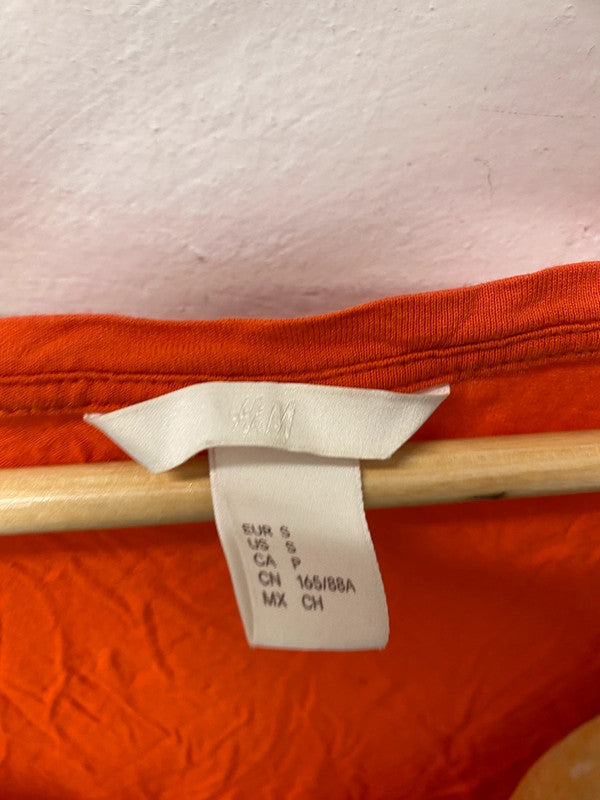 H&M
EUR S
US S
CA P
CN 165/88A
MX CH